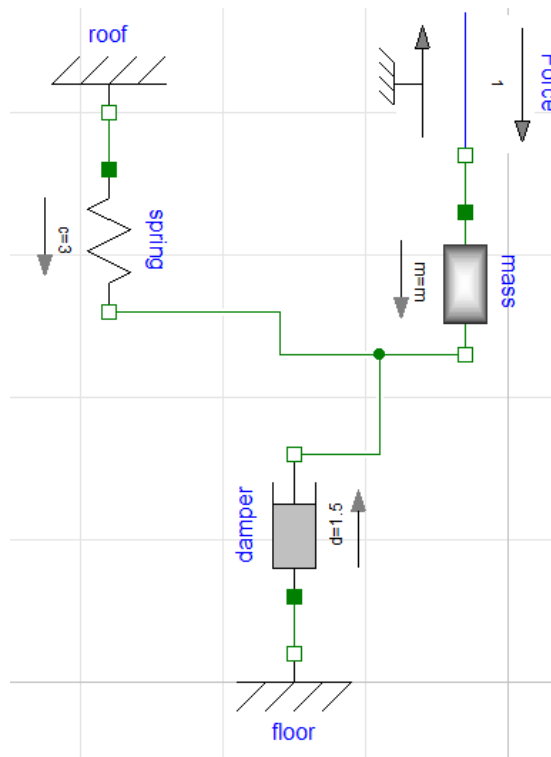 roof
Force
1
spring
c=3
mass
m=m
damper
d=1.5
floor